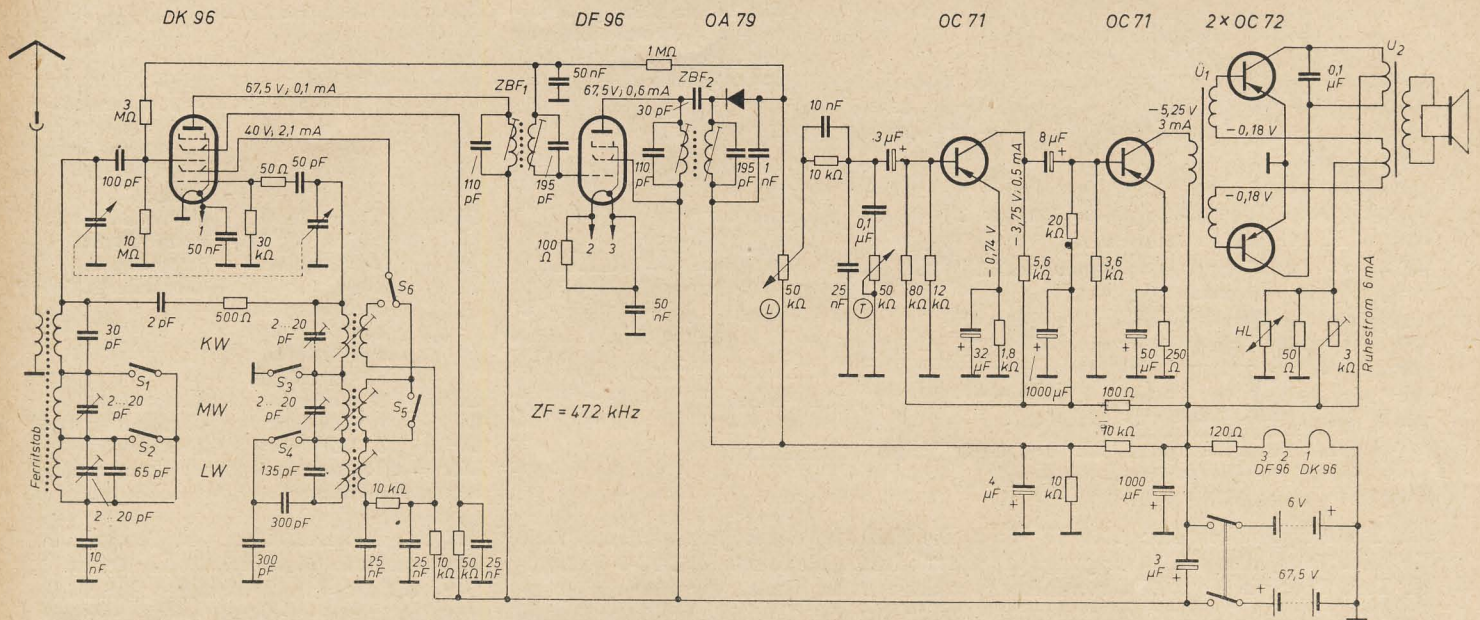 DK 96
DF 96
OA 79
OC 71
OC 71
2× OC 72
1 MΩ
50 nF
67,5 V; 0,1 mA
ZBF1
67,5 V; 0,6 mA
ZBF2
30 pF
3 MΩ
40 V; 2,1 mA
100 pF
50 Ω
50 pF
110 pF
195 pF
110 pF
195 pF
1 nF
10 nF
10 kΩ
3 µF
+
8 µF
+
-5,25 V
3 mA
Ü1
Ü2
0,1 µF
-0,18 V
-0,18 V
10 MΩ
1
50 nF
30 kΩ
100 Ω
2
3
50 nF
50 kΩ
L
25 nF
0,1 µF
50 kΩ
T
80 kΩ
12 kΩ
-0,74 V
-3,75 V; 0,5 mA
32 µF
+
1,8 kΩ
5,6 kΩ
20 kΩ
1000 µF
+
3,6 kΩ
50 µF
+
250 Ω
HL
50 Ω
3 kΩ
Ruhestrom 6 mA
S6
2 pF
500 Ω
30 pF
KW
2...20 pF
S1
S3
2...20 pF
MW
2...20 pF
S5
S2
S4
65 pF
LW
135 pF
2...20 pF
300 pF
10 kΩ
Ferritstab
10 nF
300 pF
25 nF
25 nF
10 kΩ
50 kΩ
25 nF
ZF = 472 kHz
100 Ω
10 kΩ
120 Ω
3
2
1
DF 96
DK 96
4 µF
+
10 kΩ
1000 µF
+
6 V
+
3 µF
+
67,5 V
+